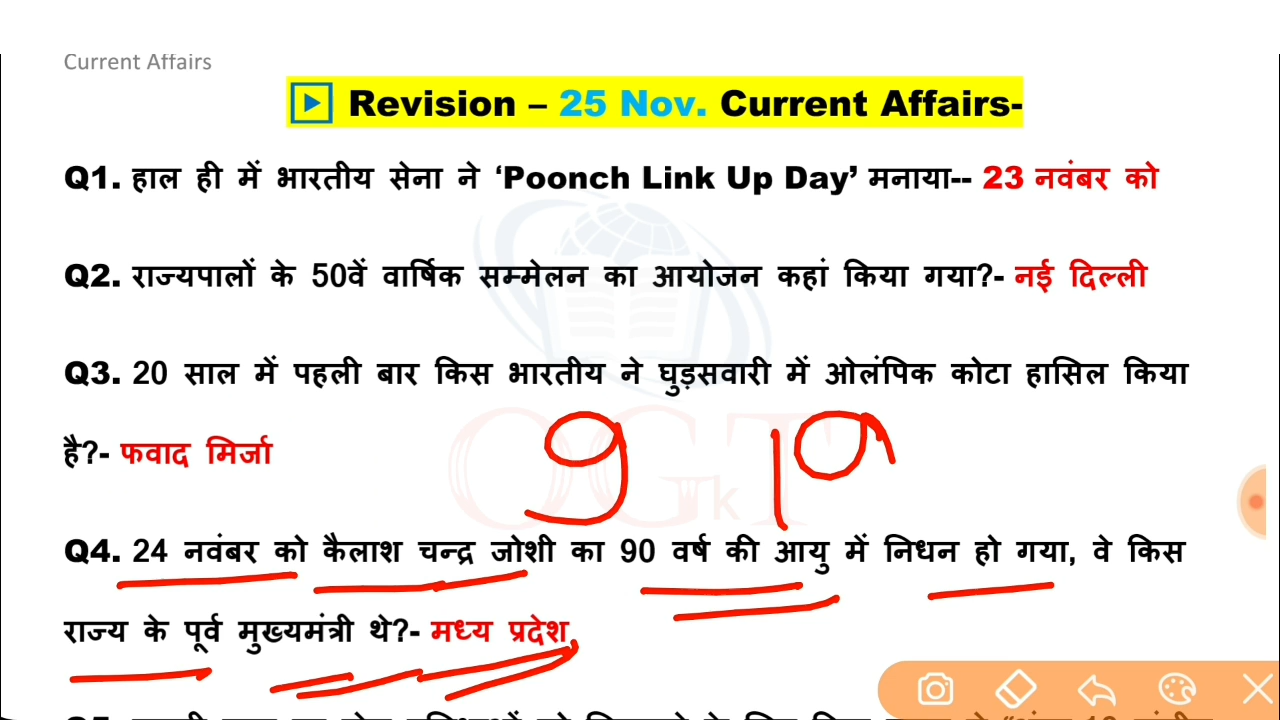 Current Affairs
Revision – 25 Nov. Current Affairs-
Q1. हाल ही में भारतीय सेना ने ‘Poonch Link Up Day’ मनाया-- 23 नवंबर को
Q2. राज्यपालों के 50वें वार्षिक सम्मेलन का आयोजन कहां किया गया?- नई दिल्ली
Q3. 20 साल में पहली बार किस भारतीय ने घुड़सवारी में ओलंपिक कोटा हासिल किया
है?- फवाद मिर्जा
OGT
k
Q4. 24 नवंबर को कैलाश चन्द्र जोशी का 90 वर्ष की आयु में निधन हो गया, वे किस
राज्य के पूर्व मुख्यमंत्री थे?- मध्य प्रदेश